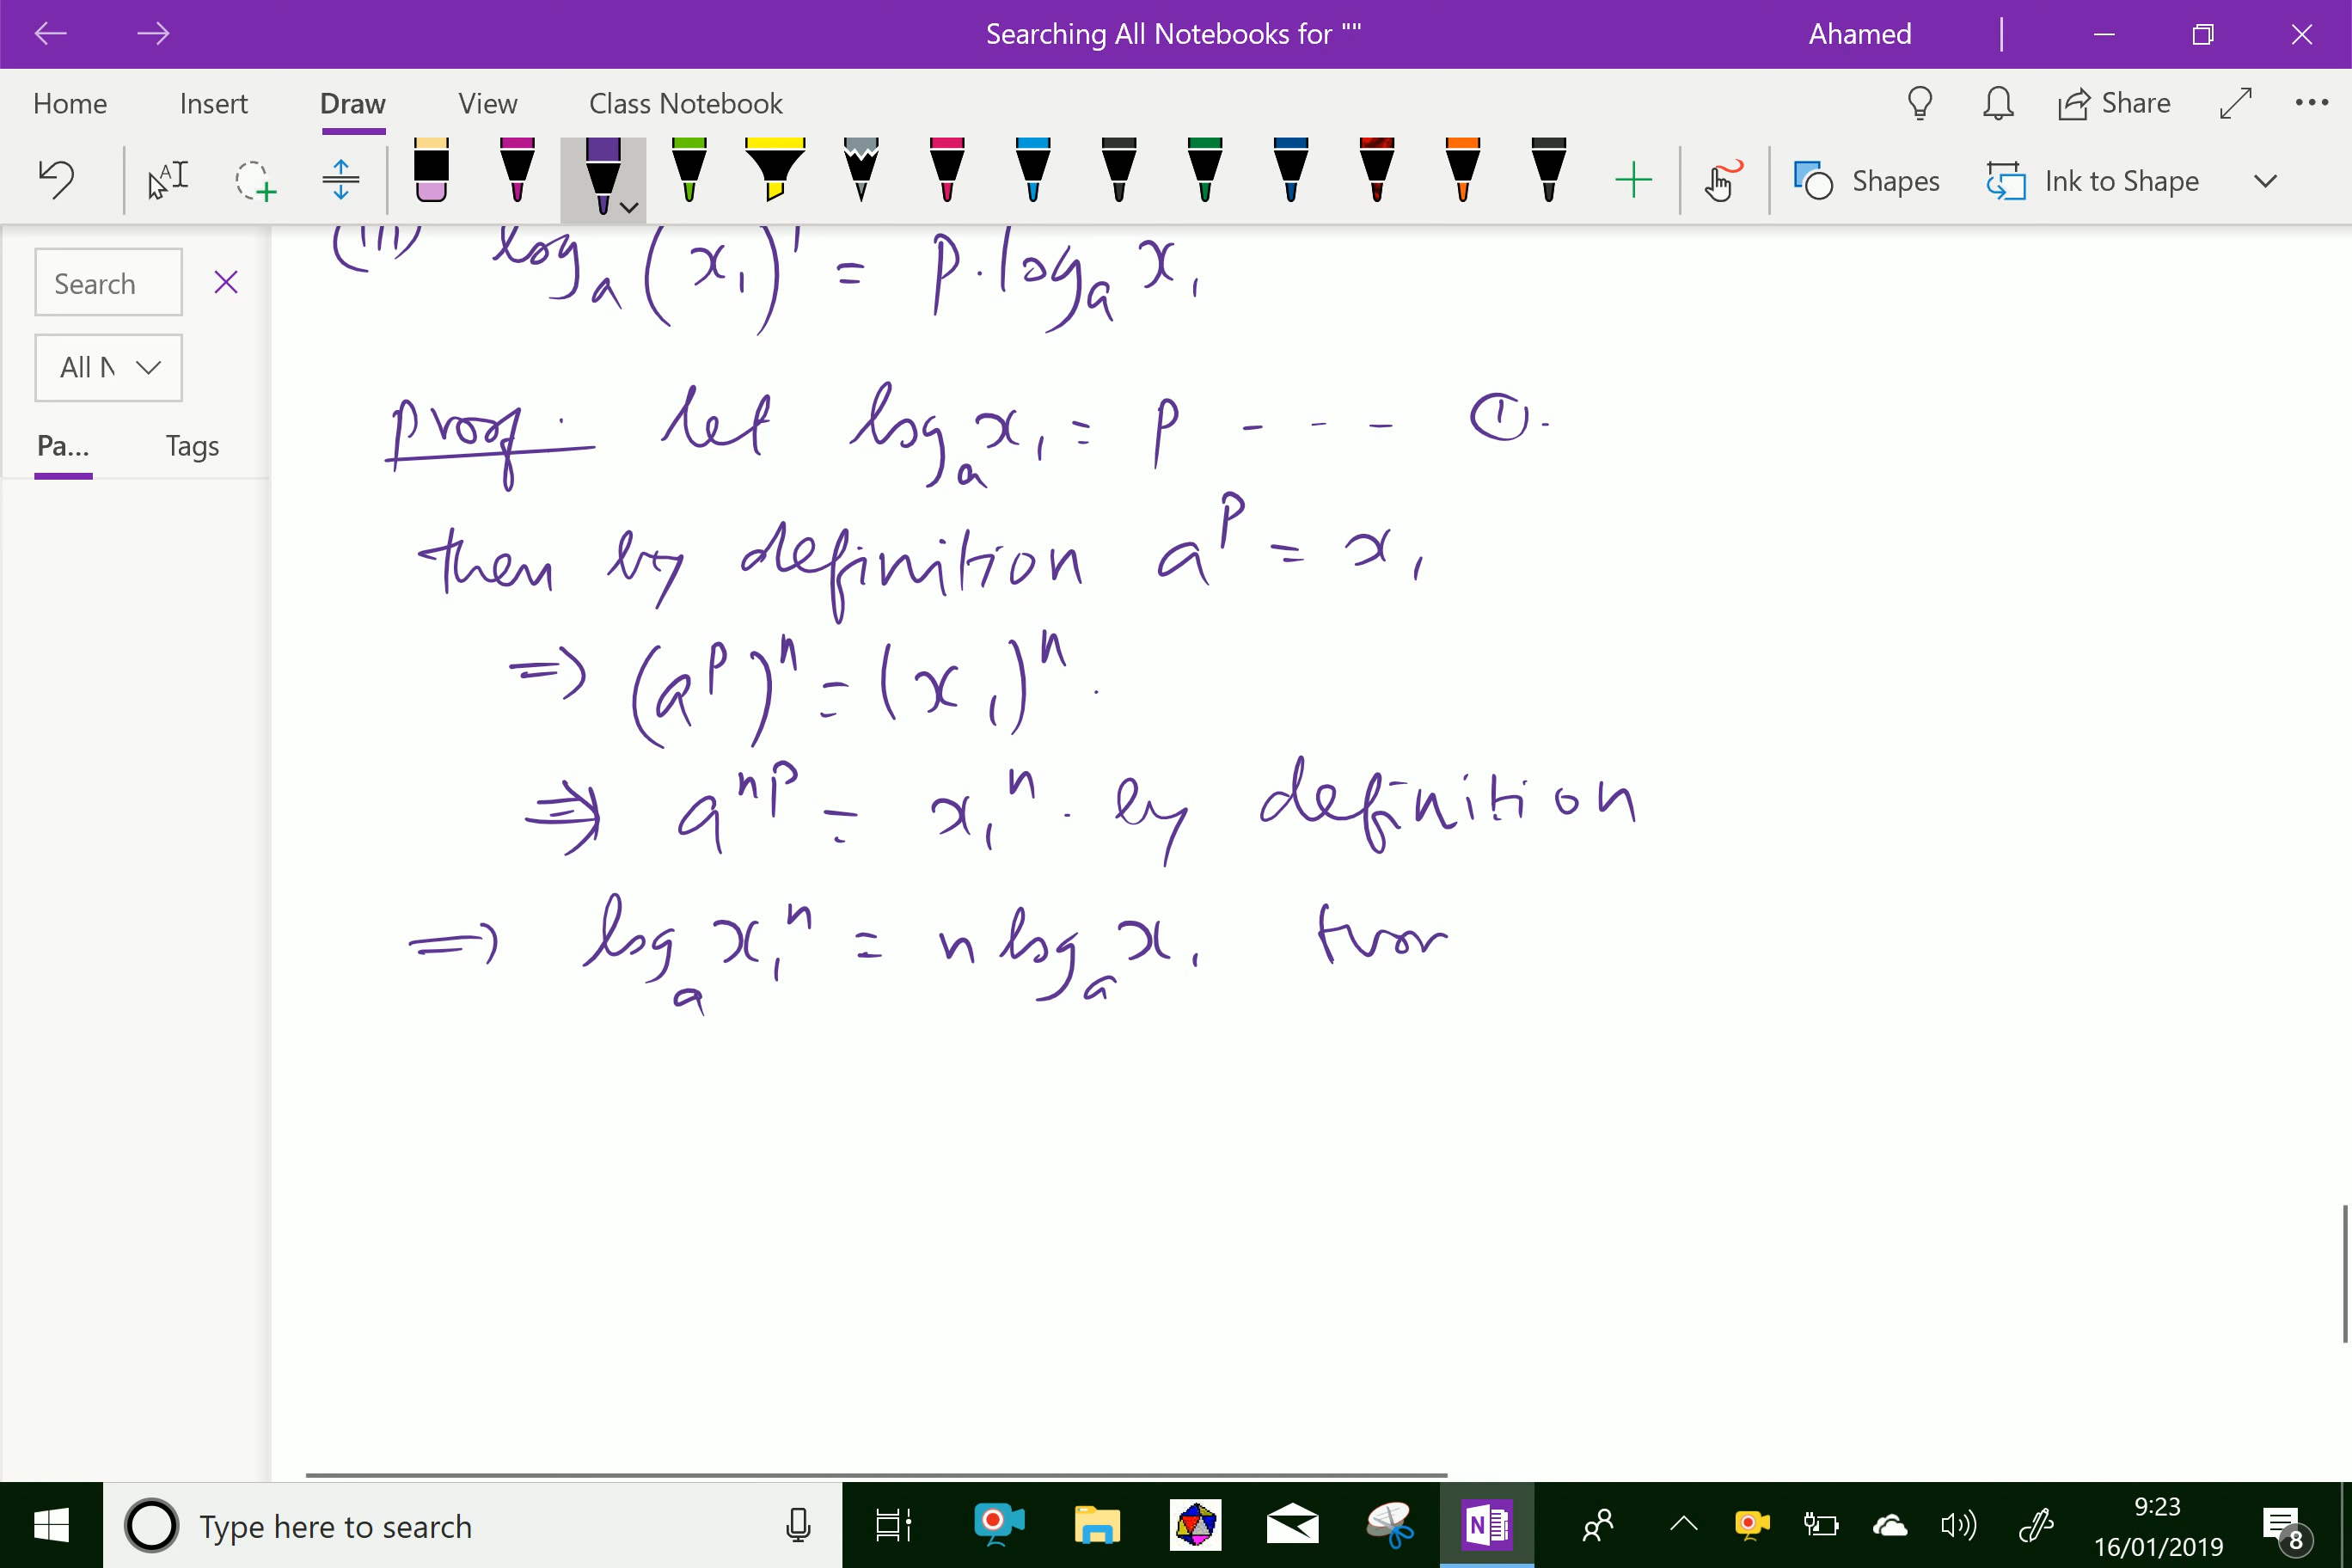 Searching All Notebooks for ""
Ahamed
Home Insert Draw View Class Notebook Share
Shapes Ink to Shape
Search
All N
Pa... Tags
(iii) logₐ(x₁)ᵖ = p·logₐ x₁
proof. let logₐ x₁ = p - - - ①.
then by definition aᵖ = x₁
⇒ (aᵖ)ⁿ = (x₁)ⁿ.
⇒ aⁿᵖ = x₁ⁿ. by definition
⇒ logₐ x₁ⁿ = n logₐ x₁
Type here to search
9:23
16/01/2019
8